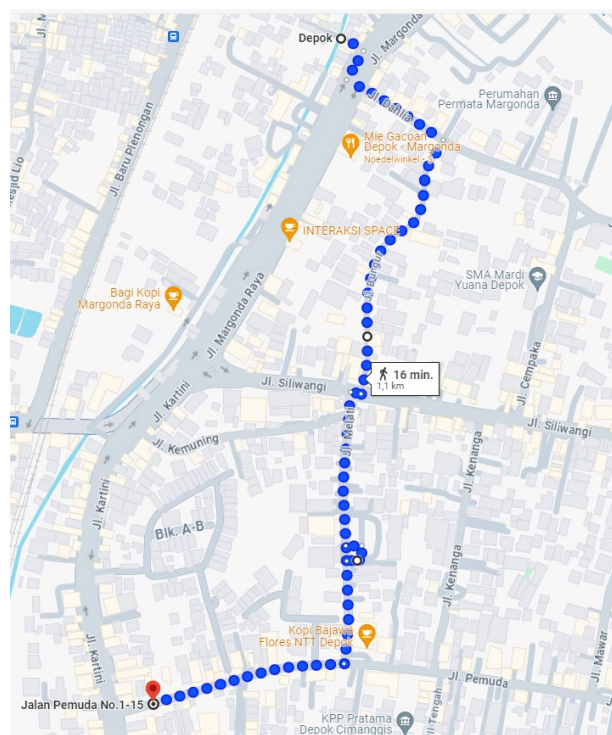 Depok
Jl. Margonda
Jl. Baru Plenongan
Jl. Dahlia
Perumahan
Permata Margonda
Mie Gacoan
Depok - Margonda
Noedelwinkel - $
INTERAKSI SPACE
SMA Mardi
Yuana Depok
Bagi Kopi
Margonda Raya
Jl. Margonda Raya
Jl. Cempaka
16 min.
1,1 km
Jl. Siliwangi
Jl. Siliwangi
Jl. Kartini
Jl. Kemuning
Jl. Melati
Jl. Kenanga
Jl. Kartini
Blk. A-B
Jl. Kenanga
Kopi Bajawa
Flores NTT Depok
Jl. Kartini
Jl. Mawar
Jl. Pemuda
Jalan Pemuda No.1-15
KPP Pratama
Depok Cimanggis